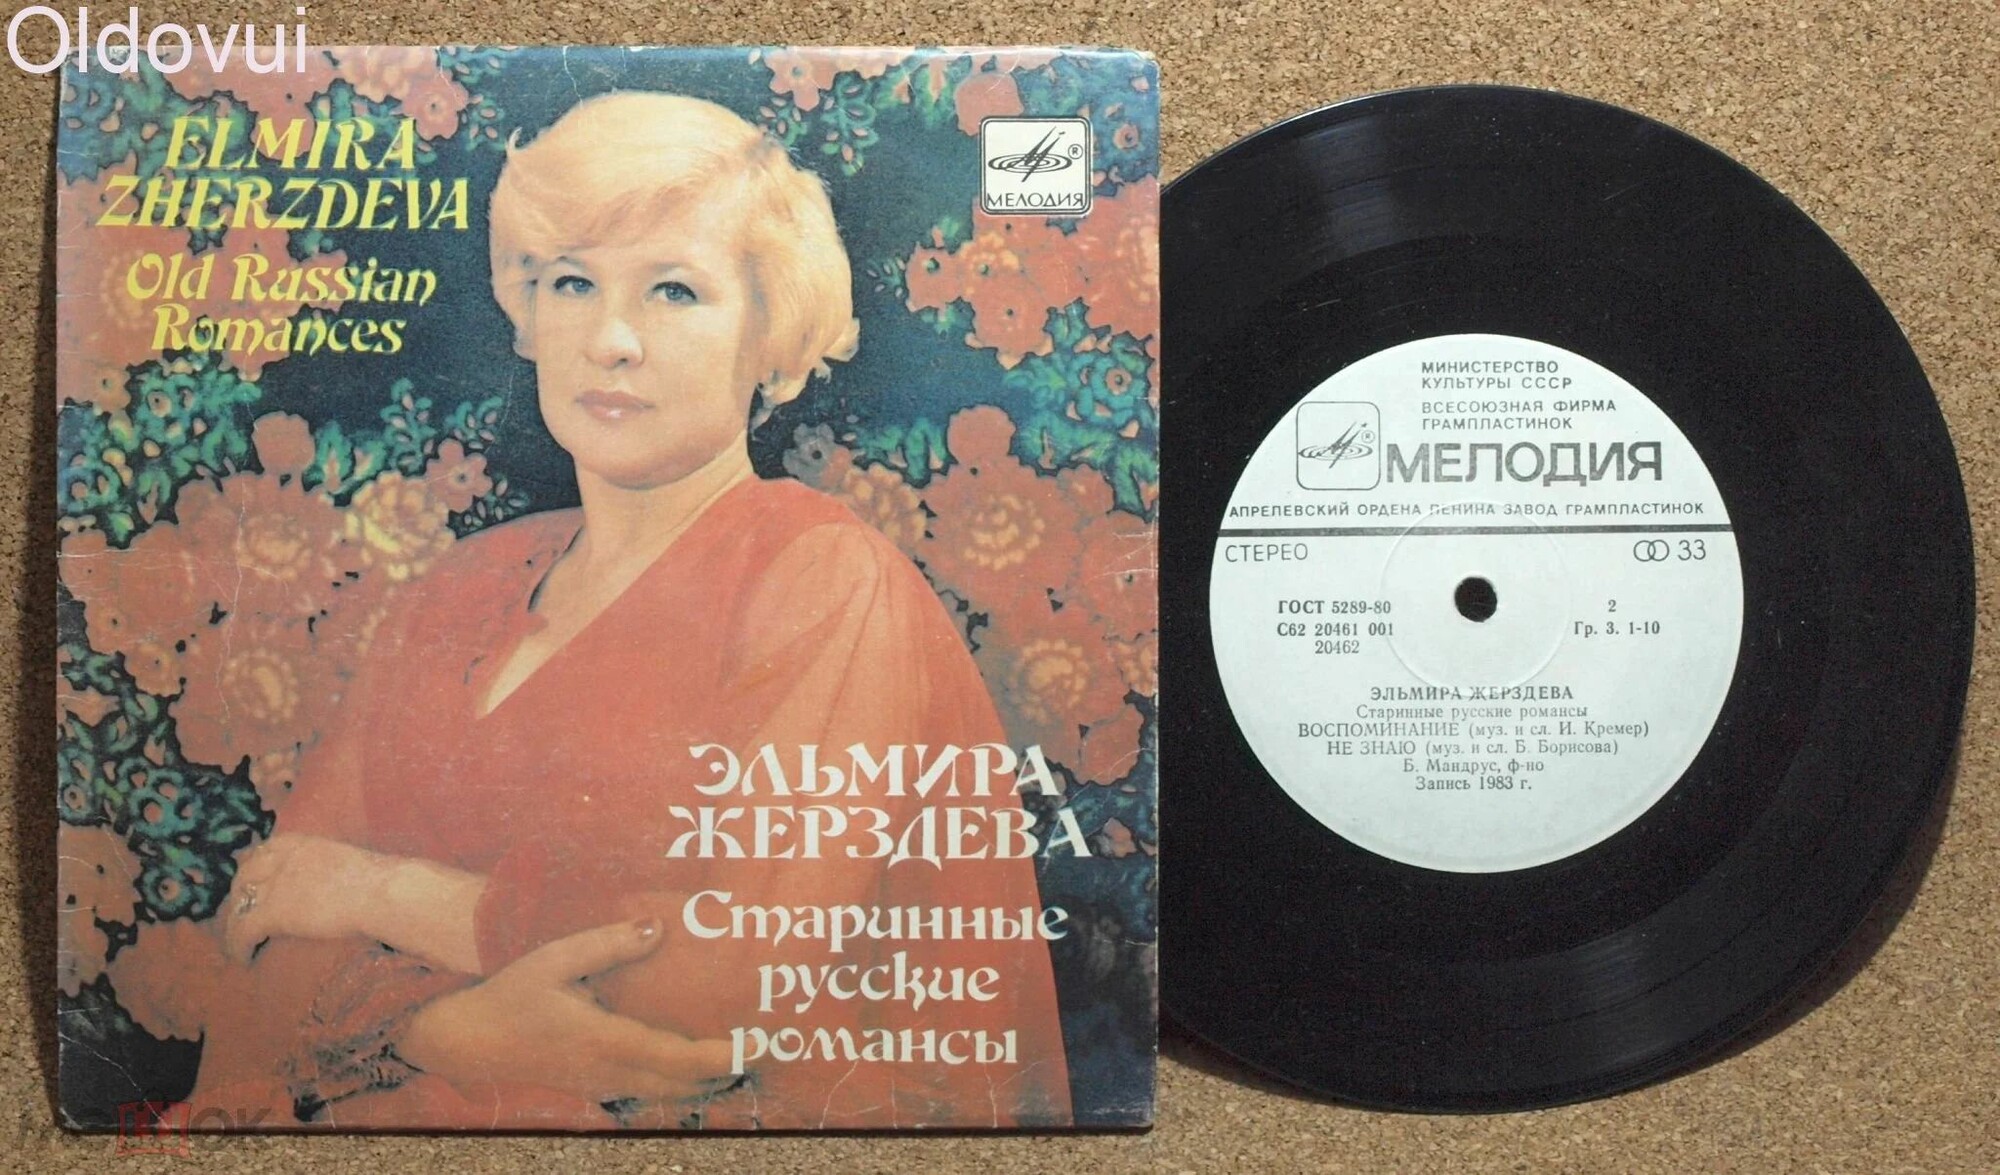 Oldovui
ELMIRA
ZHERZDEVA
Old Russian
Romances
МЕЛОДИЯ
ЭЛЬМИРА
ЖЕРЗДЕВА
Старинные
русские
романсы
МИНИСТЕРСТВО
КУЛЬТУРЫ СССР
ВСЕСОЮЗНАЯ ФИРМА
ГРАМПЛАСТИНОК
МЕЛОДИЯ
АПРЕЛЕВСКИЙ ОРДЕНА ЛЕНИНА ЗАВОД ГРАМПЛАСТИНОК
СТЕРЕО 33
ГОСТ 5289-80 2
С62 20461 001 Гр. 3. 1-10
20462
ЭЛЬМИРА ЖЕРЗДЕВА
Старинные русские романсы
ВОСПОМИНАНИЕ (муз. и сл. И. Кремер)
НЕ ЗНАЮ (муз. и сл. Б. Борисова)
Б. Мандрус, ф-но
Запись 1983 г.